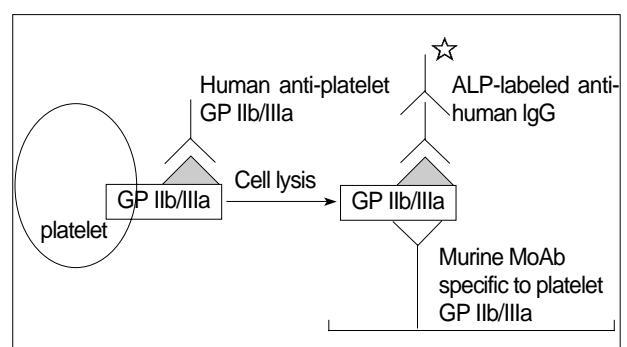 Human anti-platelet
GP IIb/IIIa
ALP-labeled anti-
human IgG
GP IIb/IIIa
Cell lysis
GP IIb/IIIa
platelet
Murine MoAb
specific to platelet
GP IIb/IIIa